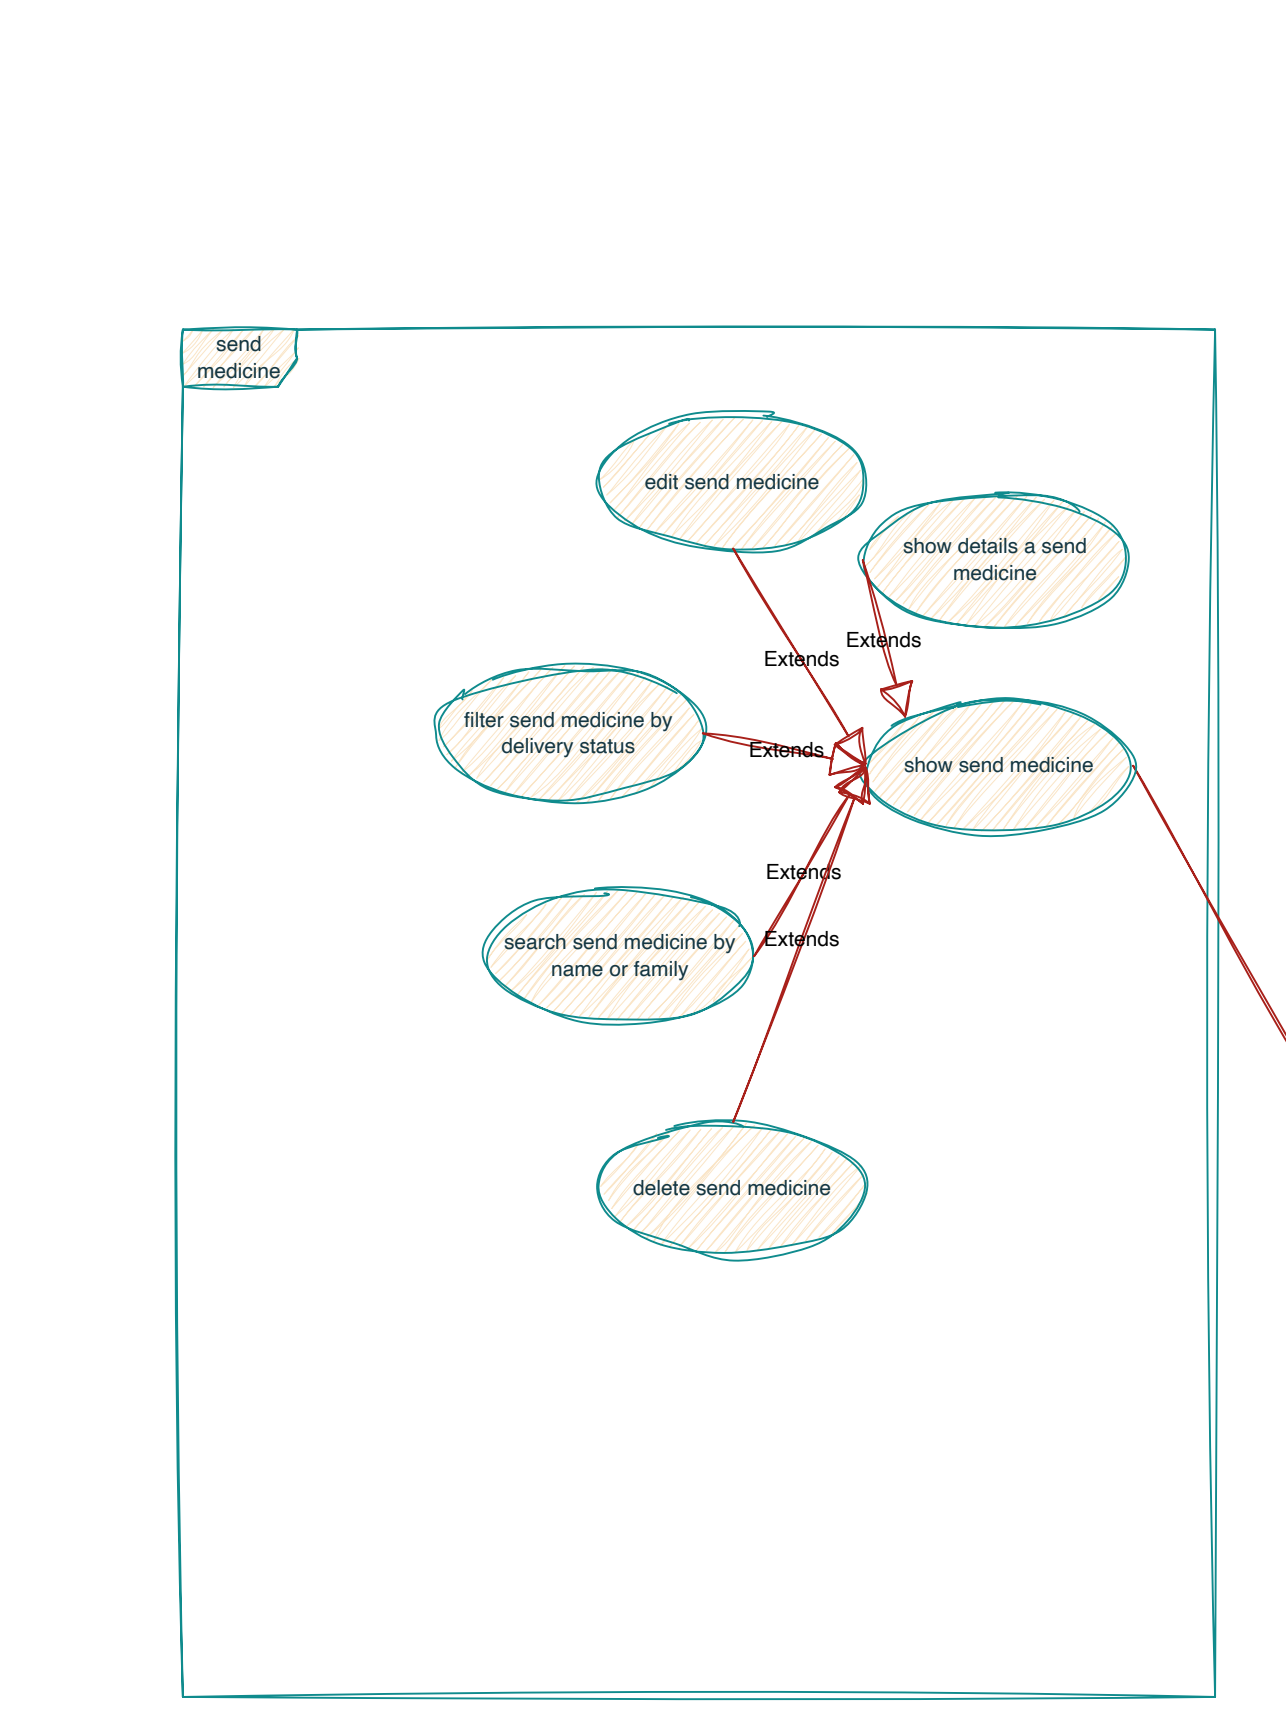 send
medicine
edit send medicine
show details a send
medicine
Extends
Extends
filter send medicine by
delivery status
Extends
show send medicine
Extends
search send medicine by
name or family
Extends
delete send medicine